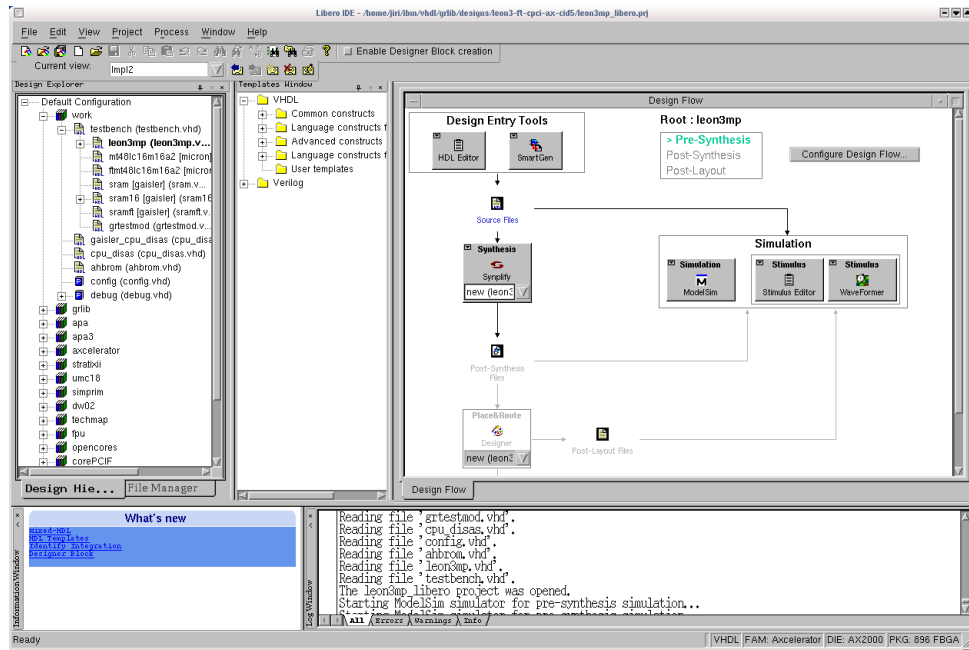 Libero IDE - /home/jiri/ibm/vhdl/grlib/designs/leon3-ft-cpci-ax-cid5/leon3mp_libero.prj
File Edit View Project Process Window Help
Enable Designer Block creation
Current view: Impl2
Design Explorer
Default Configuration
work
testbench (testbench.vhd)
leon3mp (leon3mp.v...
mt48lc16m16a2 [micron]
ftmt48lc16m16a2 [micror
sram [gaisler] (sram.v...
sram16 [gaisler] (sram16
sramft [gaisler] (sramft.v.
grtestmod (grtestmod.v...
gaisler_cpu_disas (cpu_disa
cpu_disas (cpu_disas.vhd)
ahbrom (ahbrom.vhd)
config (config.vhd)
debug (debug.vhd)
grlib
apa
apa3
axcelerator
stratixii
umc18
simprim
dw02
techmap
fpu
opencores
corePCIF
Design Hie... File Manager
Templates Window
VHDL
Common constructs
Language constructs f
Advanced constructs
Language constructs f
User templates
Verilog
Design Flow
Design Entry Tools
HDL Editor
SmartGen
Root : leon3mp
> Pre-Synthesis
Post-Synthesis
Post-Layout
Configure Design Flow...
Source Files
Synthesis
Synplify
new (leon3
Simulation
Simulation
ModelSim
Stimulus
Stimulus Editor
Stimulus
WaveFormer
Post-Synthesis
Files
Place&Route
Designer
new (leon3
Post-Layout Files
Design Flow
Information Window
What's new
Mixed-HDL
HDL Templates
Identify Integration
Designer Block
Log Window
Reading file 'grtestmod.vhd'.
Reading file 'cpu_disas.vhd'.
Reading file 'config.vhd'.
Reading file 'ahbrom.vhd'.
Reading file 'leon3mp.vhd'.
Reading file 'testbench.vhd'.
The leon3mp_libero project was opened.
Starting ModelSim simulator for pre-synthesis simulation...
Starting ModelSim simulator for pre-synthesis simulation
All Errors Warnings Info
Ready
VHDL FAM: Axcelerator DIE: AX2000 PKG: 896 FBGA